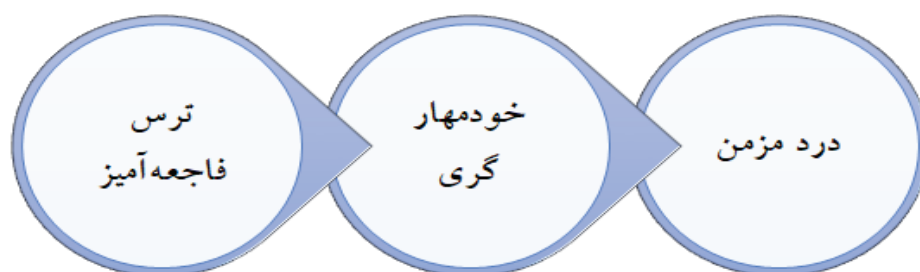 ترس
فاجعه‌آمیز
خودمهار
گری
درد مزمن